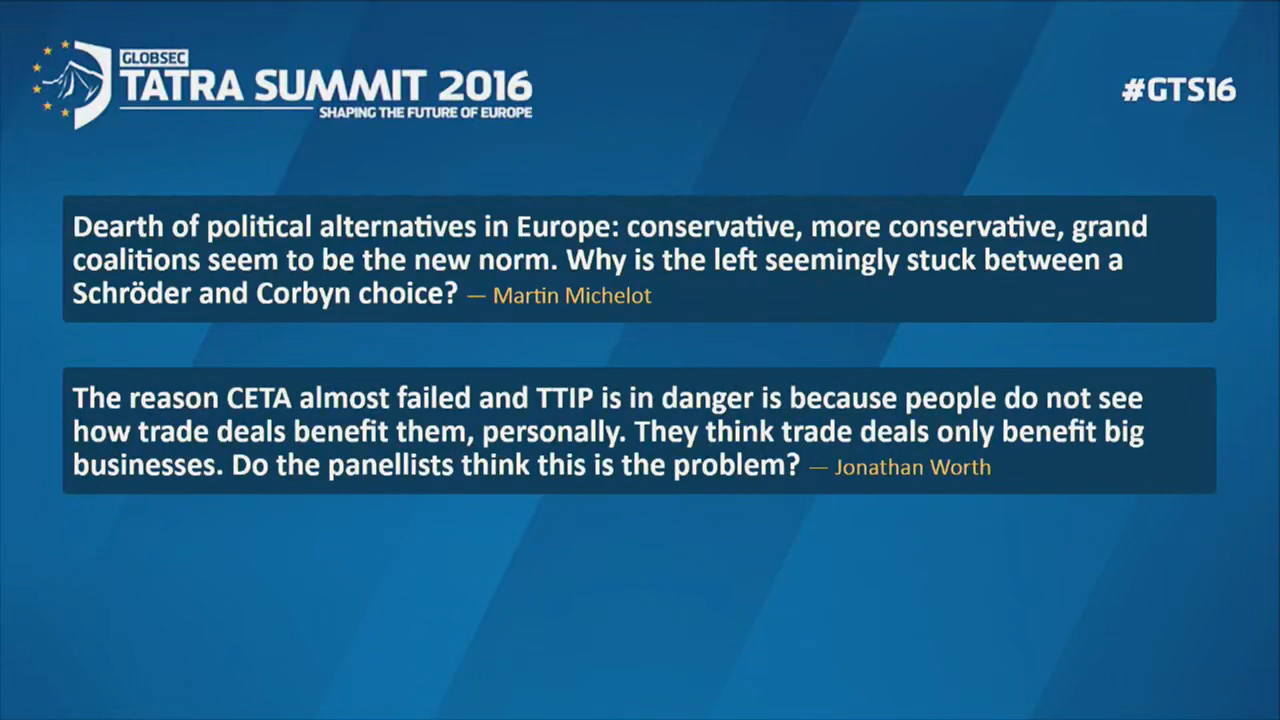 GLOBSEC
TATRA SUMMIT 2016
SHAPING THE FUTURE OF EUROPE
#GTS16
Dearth of political alternatives in Europe: conservative, more conservative, grand
coalitions seem to be the new norm. Why is the left seemingly stuck between a
Schröder and Corbyn choice? — Martin Michelot
The reason CETA almost failed and TTIP is in danger is because people do not see
how trade deals benefit them, personally. They think trade deals only benefit big
businesses. Do the panellists think this is the problem? — Jonathan Worth